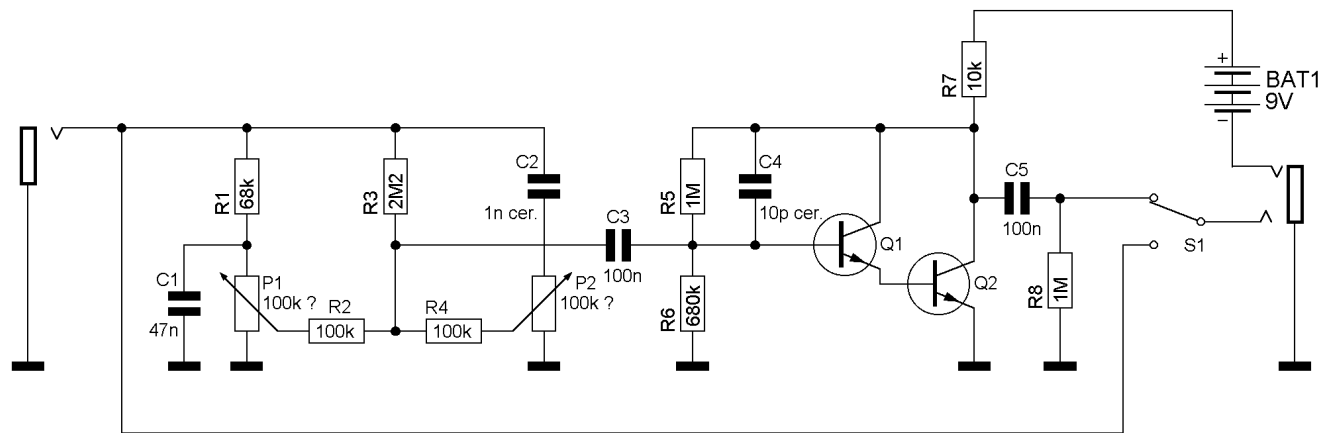 R1
68k
C1
47n
P1
100k ?
R2
100k
R3
2M2
R4
100k
C2
1n cer.
P2
100k ?
C3
100n
R5
1M
R6
680k
C4
10p cer.
Q1
Q2
R7
10k
C5
100n
R8
1M
S1
+
BAT1
9V
−